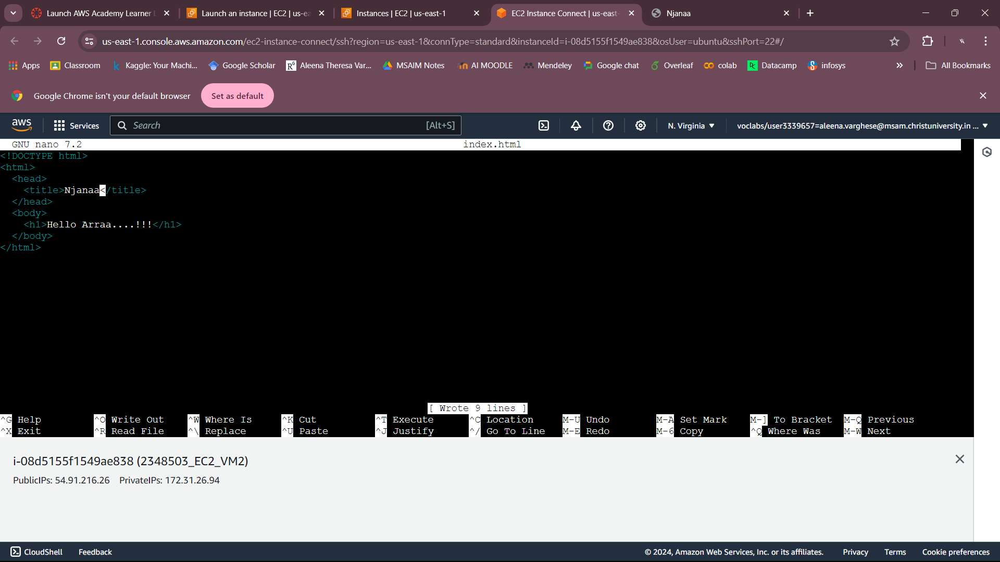 Launch AWS Academy Learner
Launch an instance | EC2 | us-ea
Instances | EC2 | us-east-1
EC2 Instance Connect | us-east-
Njanaa
us-east-1.console.aws.amazon.com/ec2-instance-connect/ssh?region=us-east-1&connType=standard&instanceId=i-08d5155f1549ae838&osUser=ubuntu&sshPort=22#/
Apps Classroom Kaggle: Your Machi... Google Scholar Aleena Theresa Var... MSAIM Notes AI MOODLE Mendeley Google chat Overleaf colab Datacamp infosys » All Bookmarks
Google Chrome isn't your default browser Set as default
aws Services Search [Alt+S] N. Virginia ▼ voclabs/user3339657=aleena.varghese@msam.christuniversity.in ... ▼
GNU nano 7.2 index.html
<!DOCTYPE html>
<html>
<head>
<title>Njanaa</title>
</head>
<body>
<h1>Hello Arraa....!!!</h1>
</body>
</html>
[ Wrote 9 lines ]
^G Help ^O Write Out ^W Where Is ^K Cut ^T Execute ^C Location M-U Undo M-A Set Mark M-] To Bracket M-Q Previous
^X Exit ^R Read File ^\ Replace ^U Paste ^J Justify ^/ Go To Line M-E Redo M-6 Copy ^Q Where Was M-W Next
i-08d5155f1549ae838 (2348503_EC2_VM2)
PublicIPs: 54.91.216.26 PrivateIPs: 172.31.26.94
CloudShell Feedback © 2024, Amazon Web Services, Inc. or its affiliates. Privacy Terms Cookie preferences